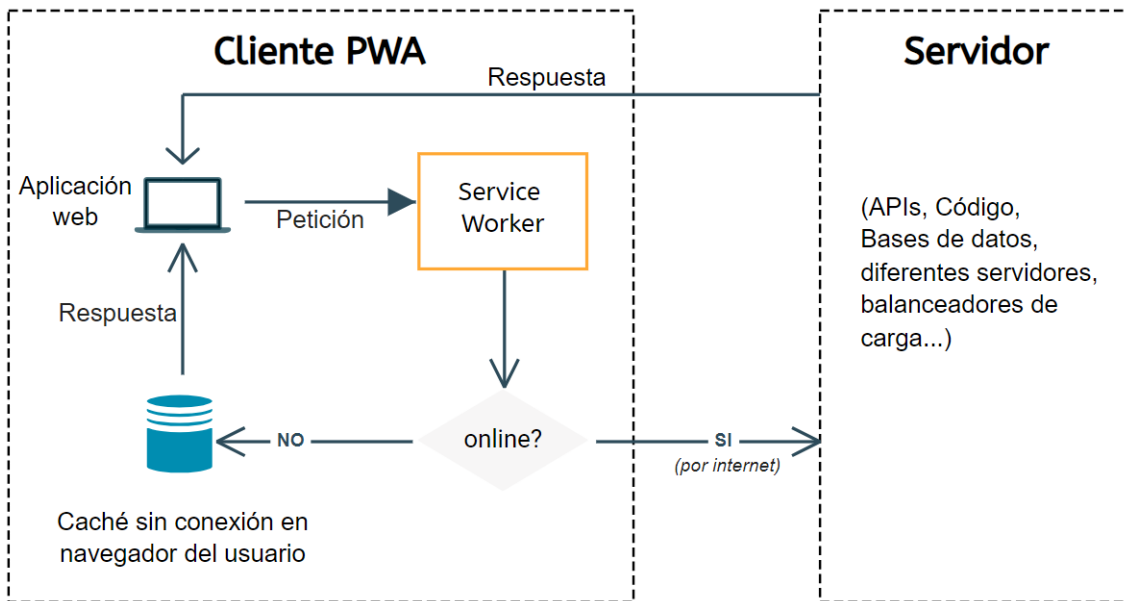 Cliente PWA
Servidor
Respuesta
Aplicación
web
Petición
Service
Worker
(APIs, Código,
Bases de datos,
diferentes servidores,
balanceadores de
carga...)
Respuesta
NO
online?
SI
(por internet)
Caché sin conexión en
navegador del usuario